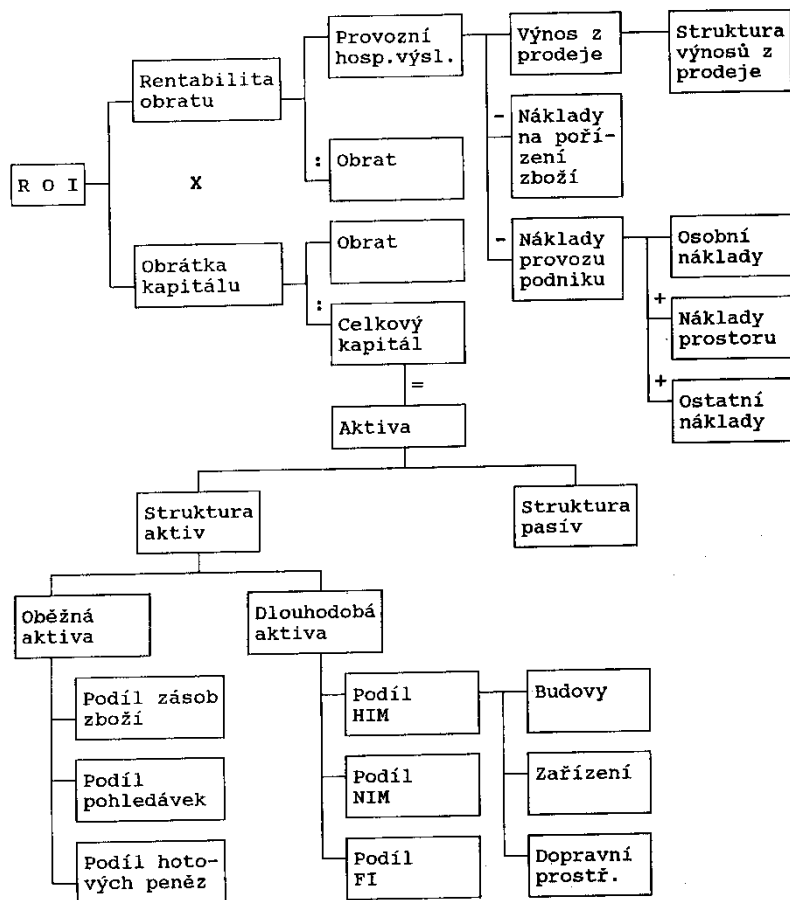 Provozní
hosp.výsl.
Výnos z
prodeje
Struktura
výnosů z
prodeje
Rentabilita
obratu
-
Náklady
na poří-
zení
zboží
:
Obrat
R O I
X
Obrat
-
Náklady
provozu
podniku
Osobní
náklady
Obrátka
kapitálu
:
Celkový
kapitál
+
Náklady
prostoru
=
+
Ostatní
náklady
Aktiva
Struktura
aktiv
Struktura
pasív
Oběžná
aktiva
Dlouhodobá
aktiva
Podíl zásob
zboží
Podíl
HIM
Budovy
Podíl
pohledávek
Podíl
NIM
Zařízení
Podíl hoto-
vých peněz
Podíl
FI
Dopravní
prostř.